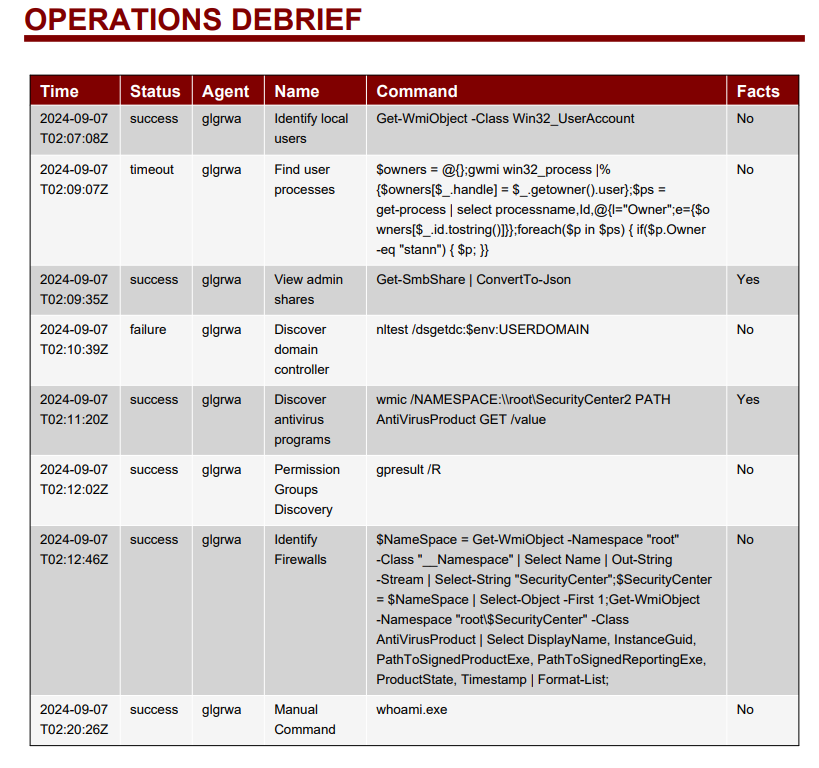 OPERATIONS DEBRIEF
Time Status Agent Name Command Facts
2024-09-07 success glgrwa Identify local Get-WmiObject -Class Win32_UserAccount No
T02:07:08Z users
2024-09-07 timeout glgrwa Find user $owners = @{};gwmi win32_process |% No
T02:09:07Z processes {$owners[$_.handle] = $_.getowner().user};$ps =
get-process | select processname,Id,@{l="Owner";e={$o
wners[$_.id.tostring()]}};foreach($p in $ps) { if($p.Owner
-eq "stann") { $p; }}
2024-09-07 success glgrwa View admin Get-SmbShare | ConvertTo-Json Yes
T02:09:35Z shares
2024-09-07 failure glgrwa Discover nltest /dsgetdc:$env:USERDOMAIN No
T02:10:39Z domain
controller
2024-09-07 success glgrwa Discover wmic /NAMESPACE:\\root\SecurityCenter2 PATH Yes
T02:11:20Z antivirus AntiVirusProduct GET /value
programs
2024-09-07 success glgrwa Permission gpresult /R No
T02:12:02Z Groups
Discovery
2024-09-07 success glgrwa Identify $NameSpace = Get-WmiObject -Namespace "root" No
T02:12:46Z Firewalls -Class "__Namespace" | Select Name | Out-String
-Stream | Select-String "SecurityCenter";$SecurityCenter
= $NameSpace | Select-Object -First 1;Get-WmiObject
-Namespace "root\$SecurityCenter" -Class
AntiVirusProduct | Select DisplayName, InstanceGuid,
PathToSignedProductExe, PathToSignedReportingExe,
ProductState, Timestamp | Format-List;
2024-09-07 success glgrwa Manual whoami.exe No
T02:20:26Z Command